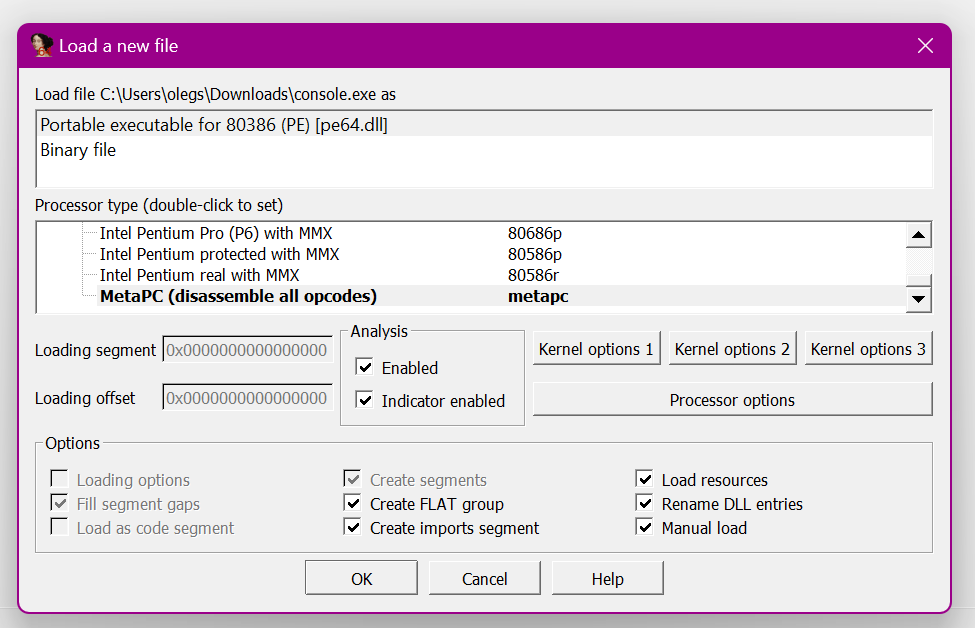 Load a new file
Load file C:\Users\olegs\Downloads\console.exe as
Portable executable for 80386 (PE) [pe64.dll]
Binary file
Processor type (double-click to set)
Intel Pentium Pro (P6) with MMX 80686p
Intel Pentium protected with MMX 80586p
Intel Pentium real with MMX 80586r
MetaPC (disassemble all opcodes) metapc
Loading segment 0x0000000000000000
Loading offset 0x0000000000000000
Analysis
Enabled
Indicator enabled
Kernel options 1 Kernel options 2 Kernel options 3
Processor options
Options
Loading options Create segments Load resources
Fill segment gaps Create FLAT group Rename DLL entries
Load as code segment Create imports segment Manual load
OK Cancel Help